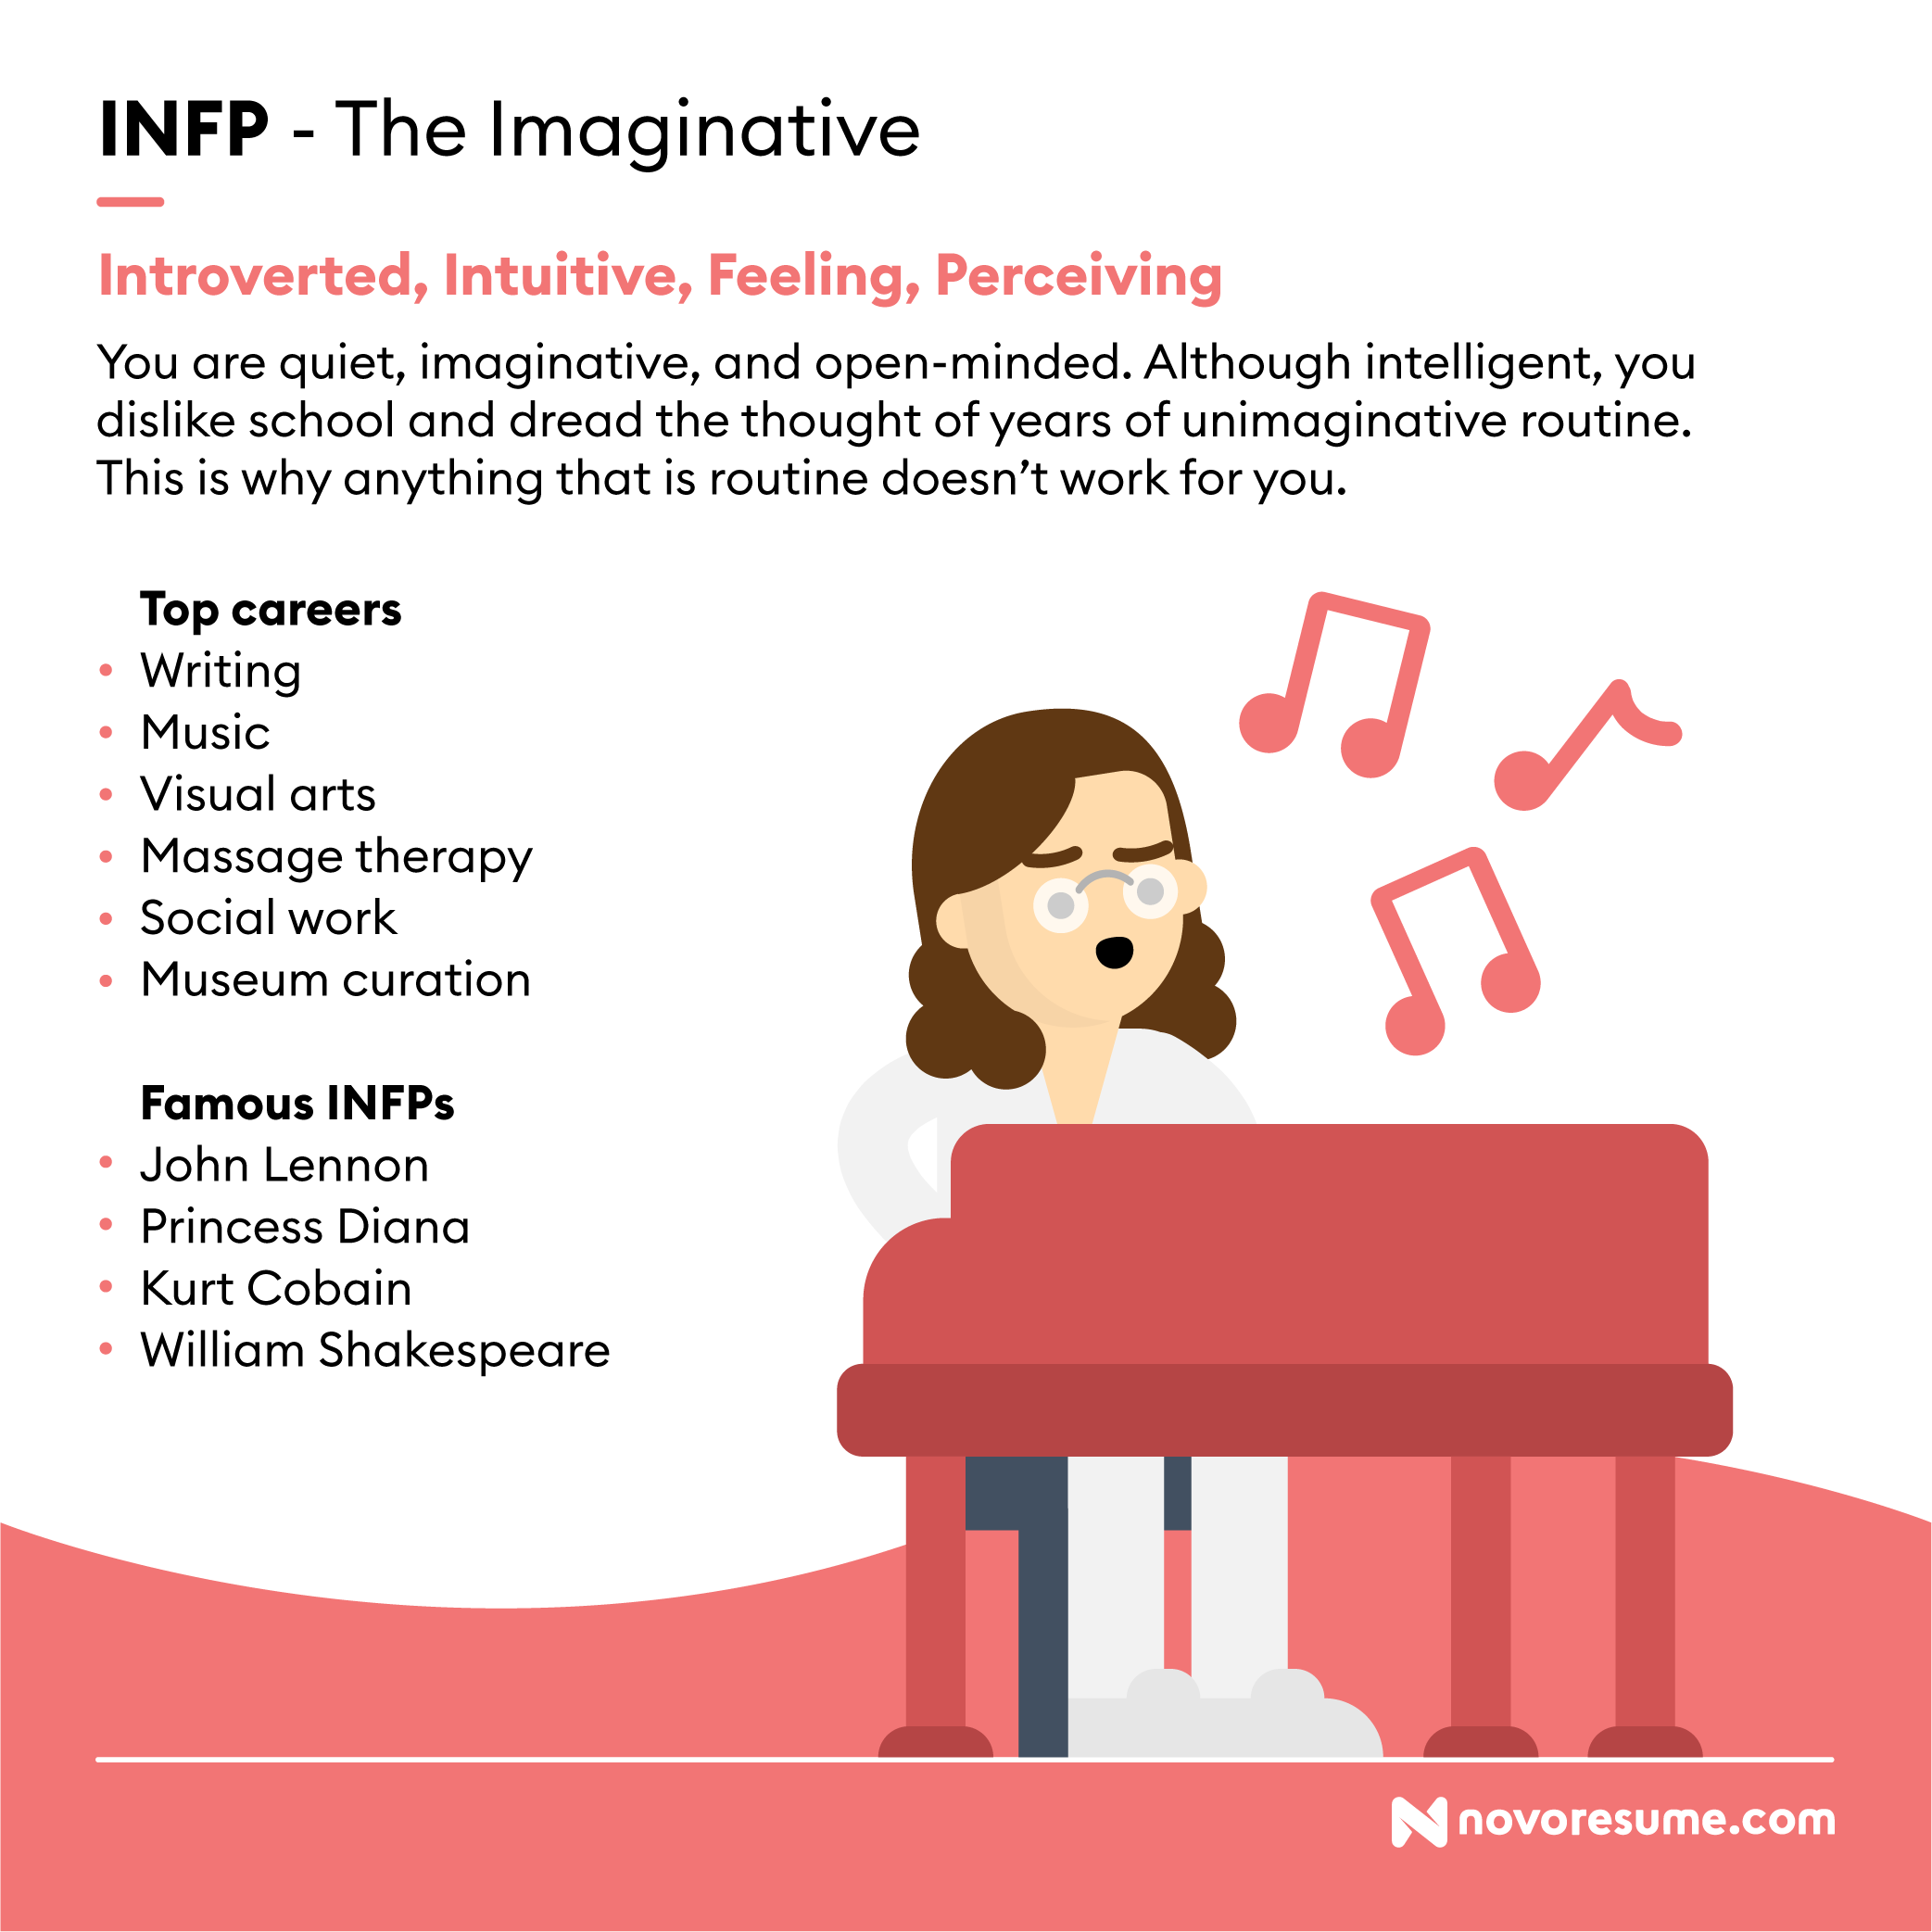 INFP - The Imaginative
Introverted, Intuitive, Feeling, Perceiving
You are quiet, imaginative, and open-minded. Although intelligent, you
dislike school and dread the thought of years of unimaginative routine.
This is why anything that is routine doesn’t work for you.
Top careers
• Writing
• Music
• Visual arts
• Massage therapy
• Social work
• Museum curation
Famous INFPs
• John Lennon
• Princess Diana
• Kurt Cobain
• William Shakespeare
novoresume.com